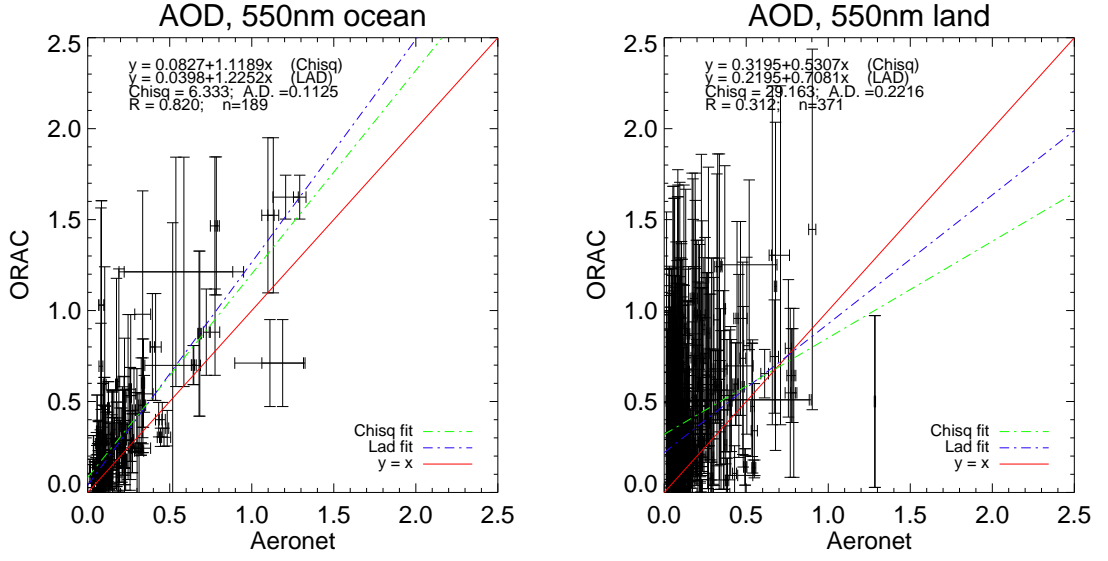 AOD, 550nm ocean
y = 0.0827+1.1189x (Chisq)
y = 0.0398+1.2252x (LAD)
Chisq = 6.333; A.D. =0.1125
R = 0.820; n=189
ORAC
2.5
2.0
1.5
1.0
0.5
0.0
Chisq fit
Lad fit
y = x
0.0 0.5 1.0 1.5 2.0 2.5
Aeronet
AOD, 550nm land
y = 0.3195+0.5307x (Chisq)
y = 0.2195+0.7081x (LAD)
Chisq = 29.163; A.D. =0.2216
R = 0.312; n=371
ORAC
2.5
2.0
1.5
1.0
0.5
0.0
Chisq fit
Lad fit
y = x
0.0 0.5 1.0 1.5 2.0 2.5
Aeronet